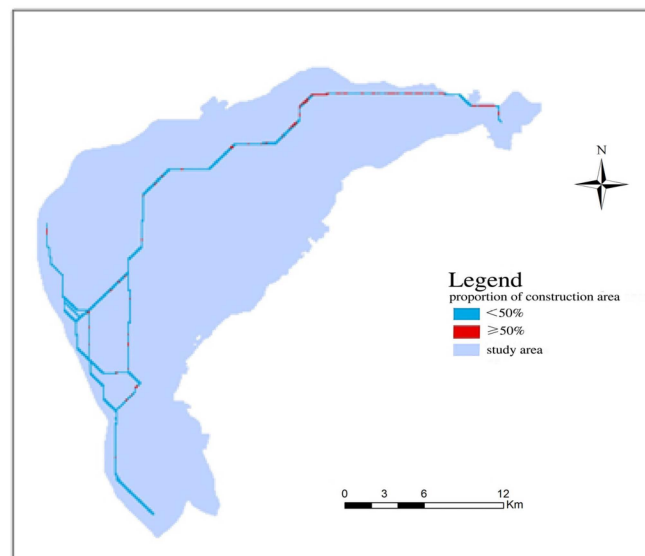 N
Legend
proportion of construction area
<50%
≥50%
study area
0 3 6 12
Km